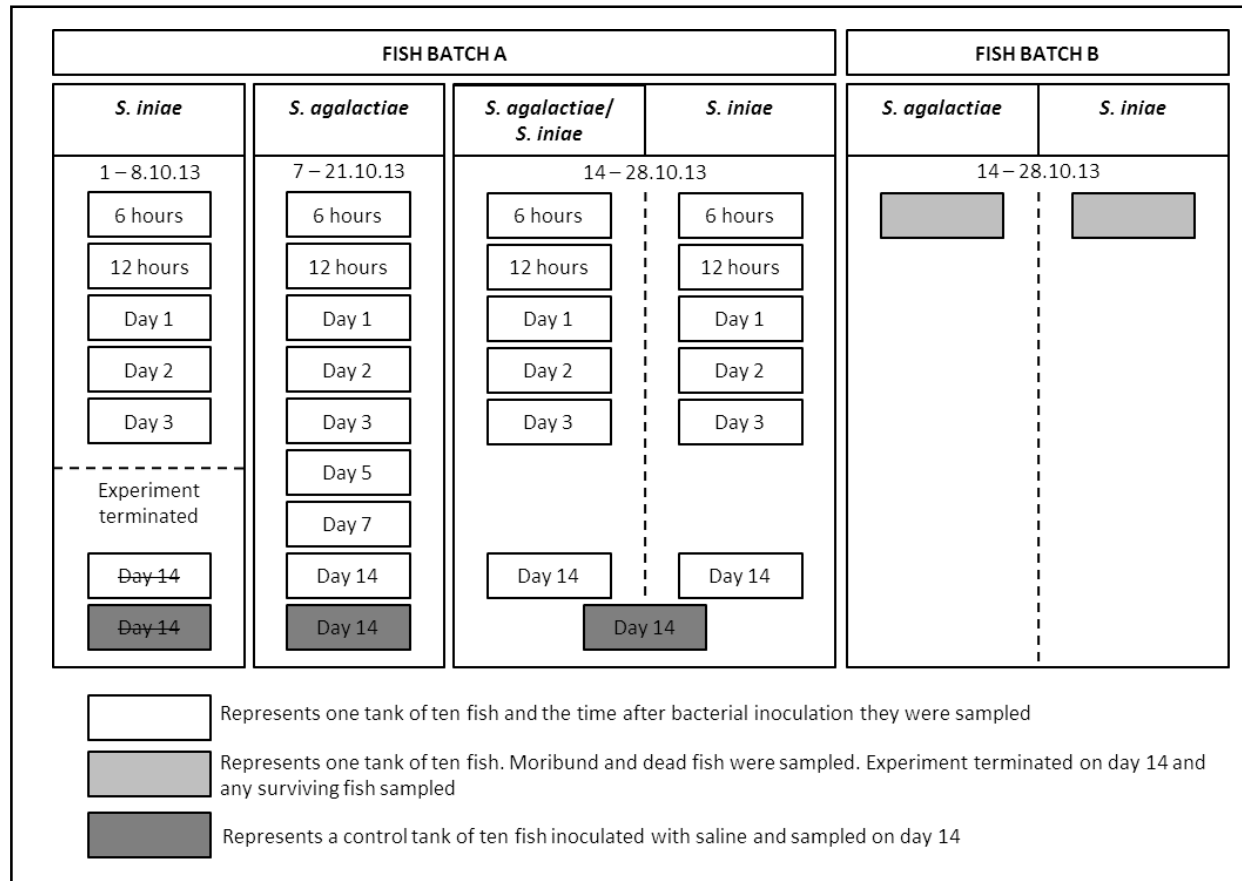 FISH BATCH A
FISH BATCH B
S. iniae
S. agalactiae
S. agalactiae/
S. iniae
S. iniae
S. agalactiae
S. iniae
1 – 8.10.13
6 hours
12 hours
Day 1
Day 2
Day 3
Experiment
terminated
Day 14
Day 14
7 – 21.10.13
6 hours
12 hours
Day 1
Day 2
Day 3
Day 5
Day 7
Day 14
Day 14
14 – 28.10.13
6 hours
12 hours
Day 1
Day 2
Day 3
Day 14
6 hours
12 hours
Day 1
Day 2
Day 3
Day 14
Day 14
14 – 28.10.13
Represents one tank of ten fish and the time after bacterial inoculation they were sampled
Represents one tank of ten fish. Moribund and dead fish were sampled. Experiment terminated on day 14 and
any surviving fish sampled
Represents a control tank of ten fish inoculated with saline and sampled on day 14